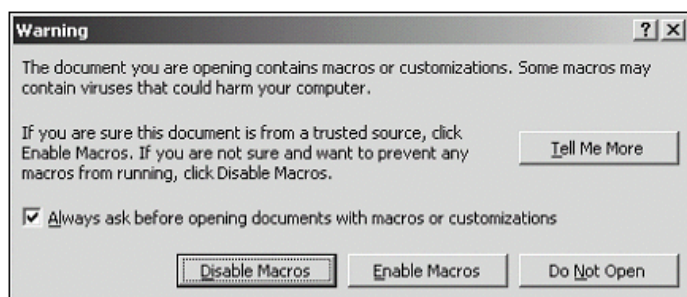 Warning
The document you are opening contains macros or customizations. Some macros may
contain viruses that could harm your computer.
If you are sure this document is from a trusted source, click
Enable Macros. If you are not sure and want to prevent any
macros from running, click Disable Macros.
Tell Me More
Always ask before opening documents with macros or customizations
Disable Macros Enable Macros Do Not Open